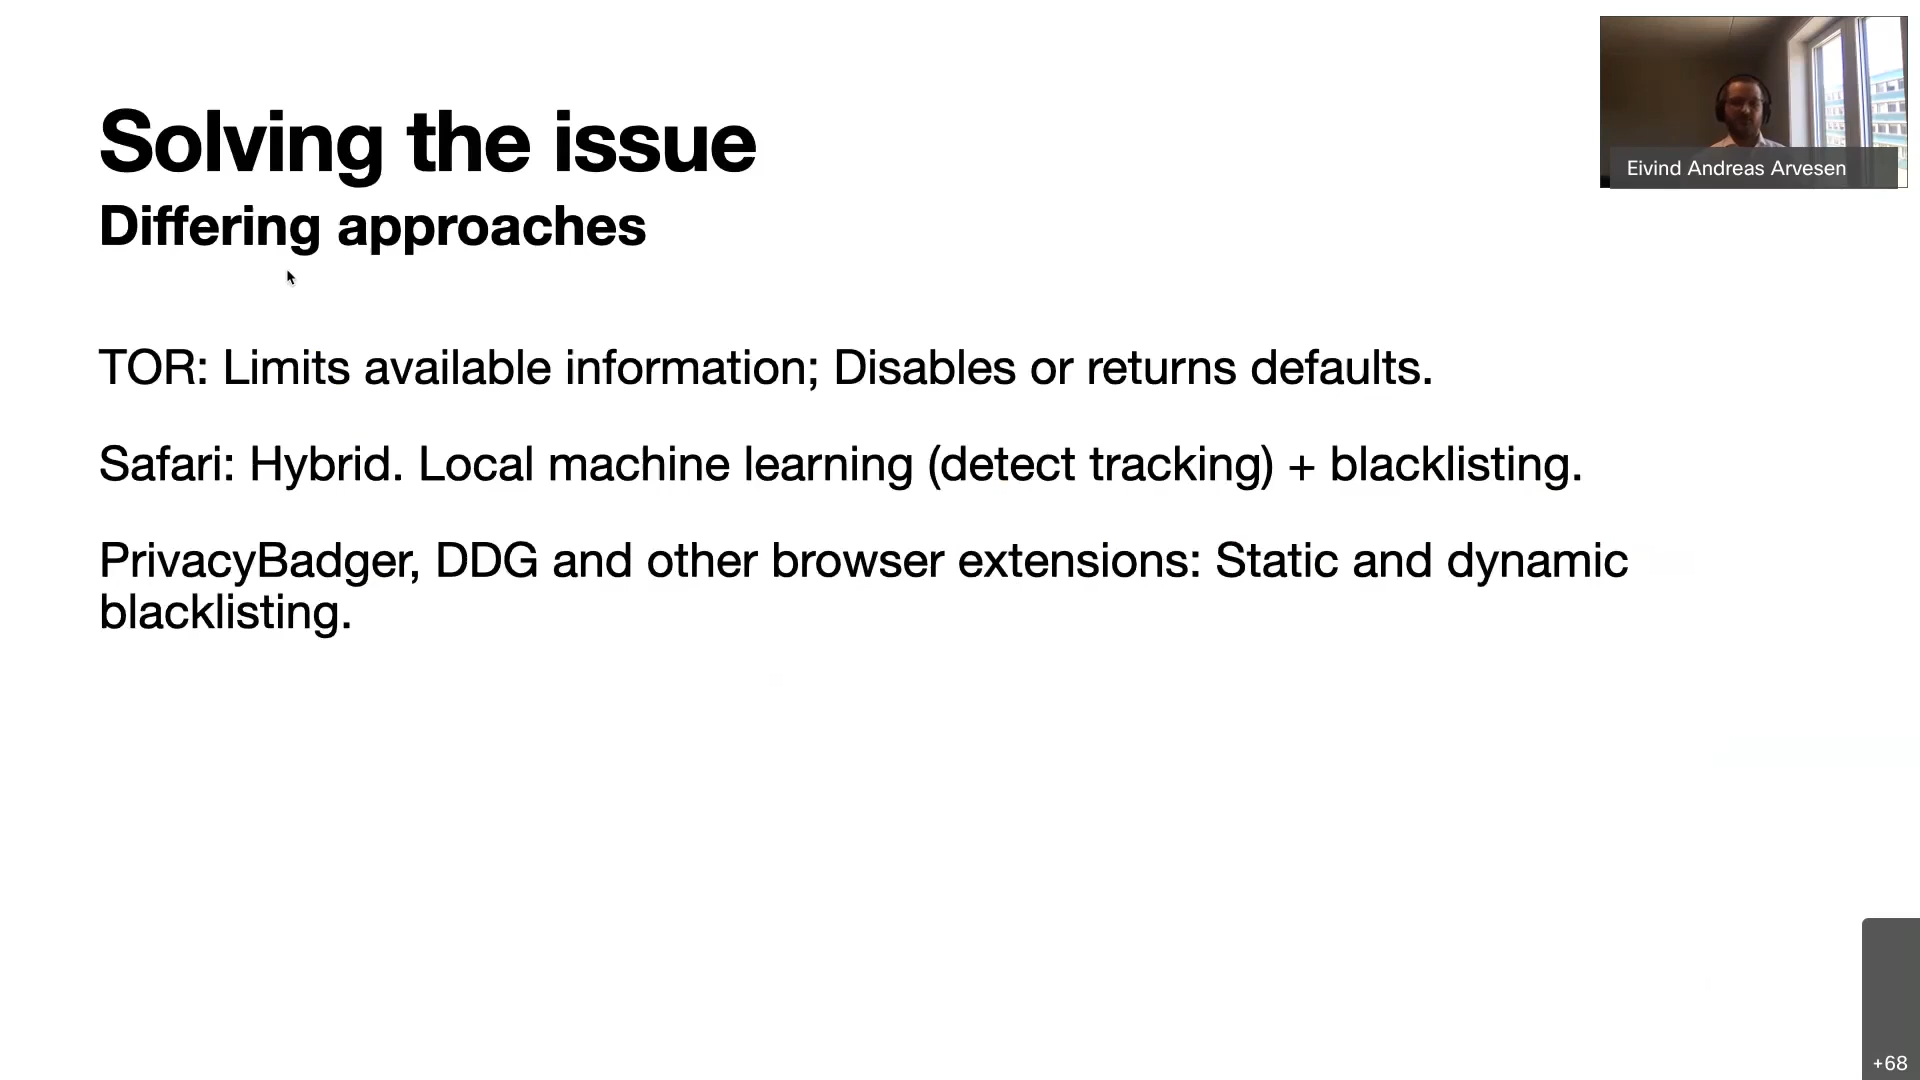 Solving the issue
Differing approaches
Eivind Andreas Arvesen
TOR: Limits available information; Disables or returns defaults.
Safari: Hybrid. Local machine learning (detect tracking) + blacklisting.
PrivacyBadger, DDG and other browser extensions: Static and dynamic
blacklisting.
+68